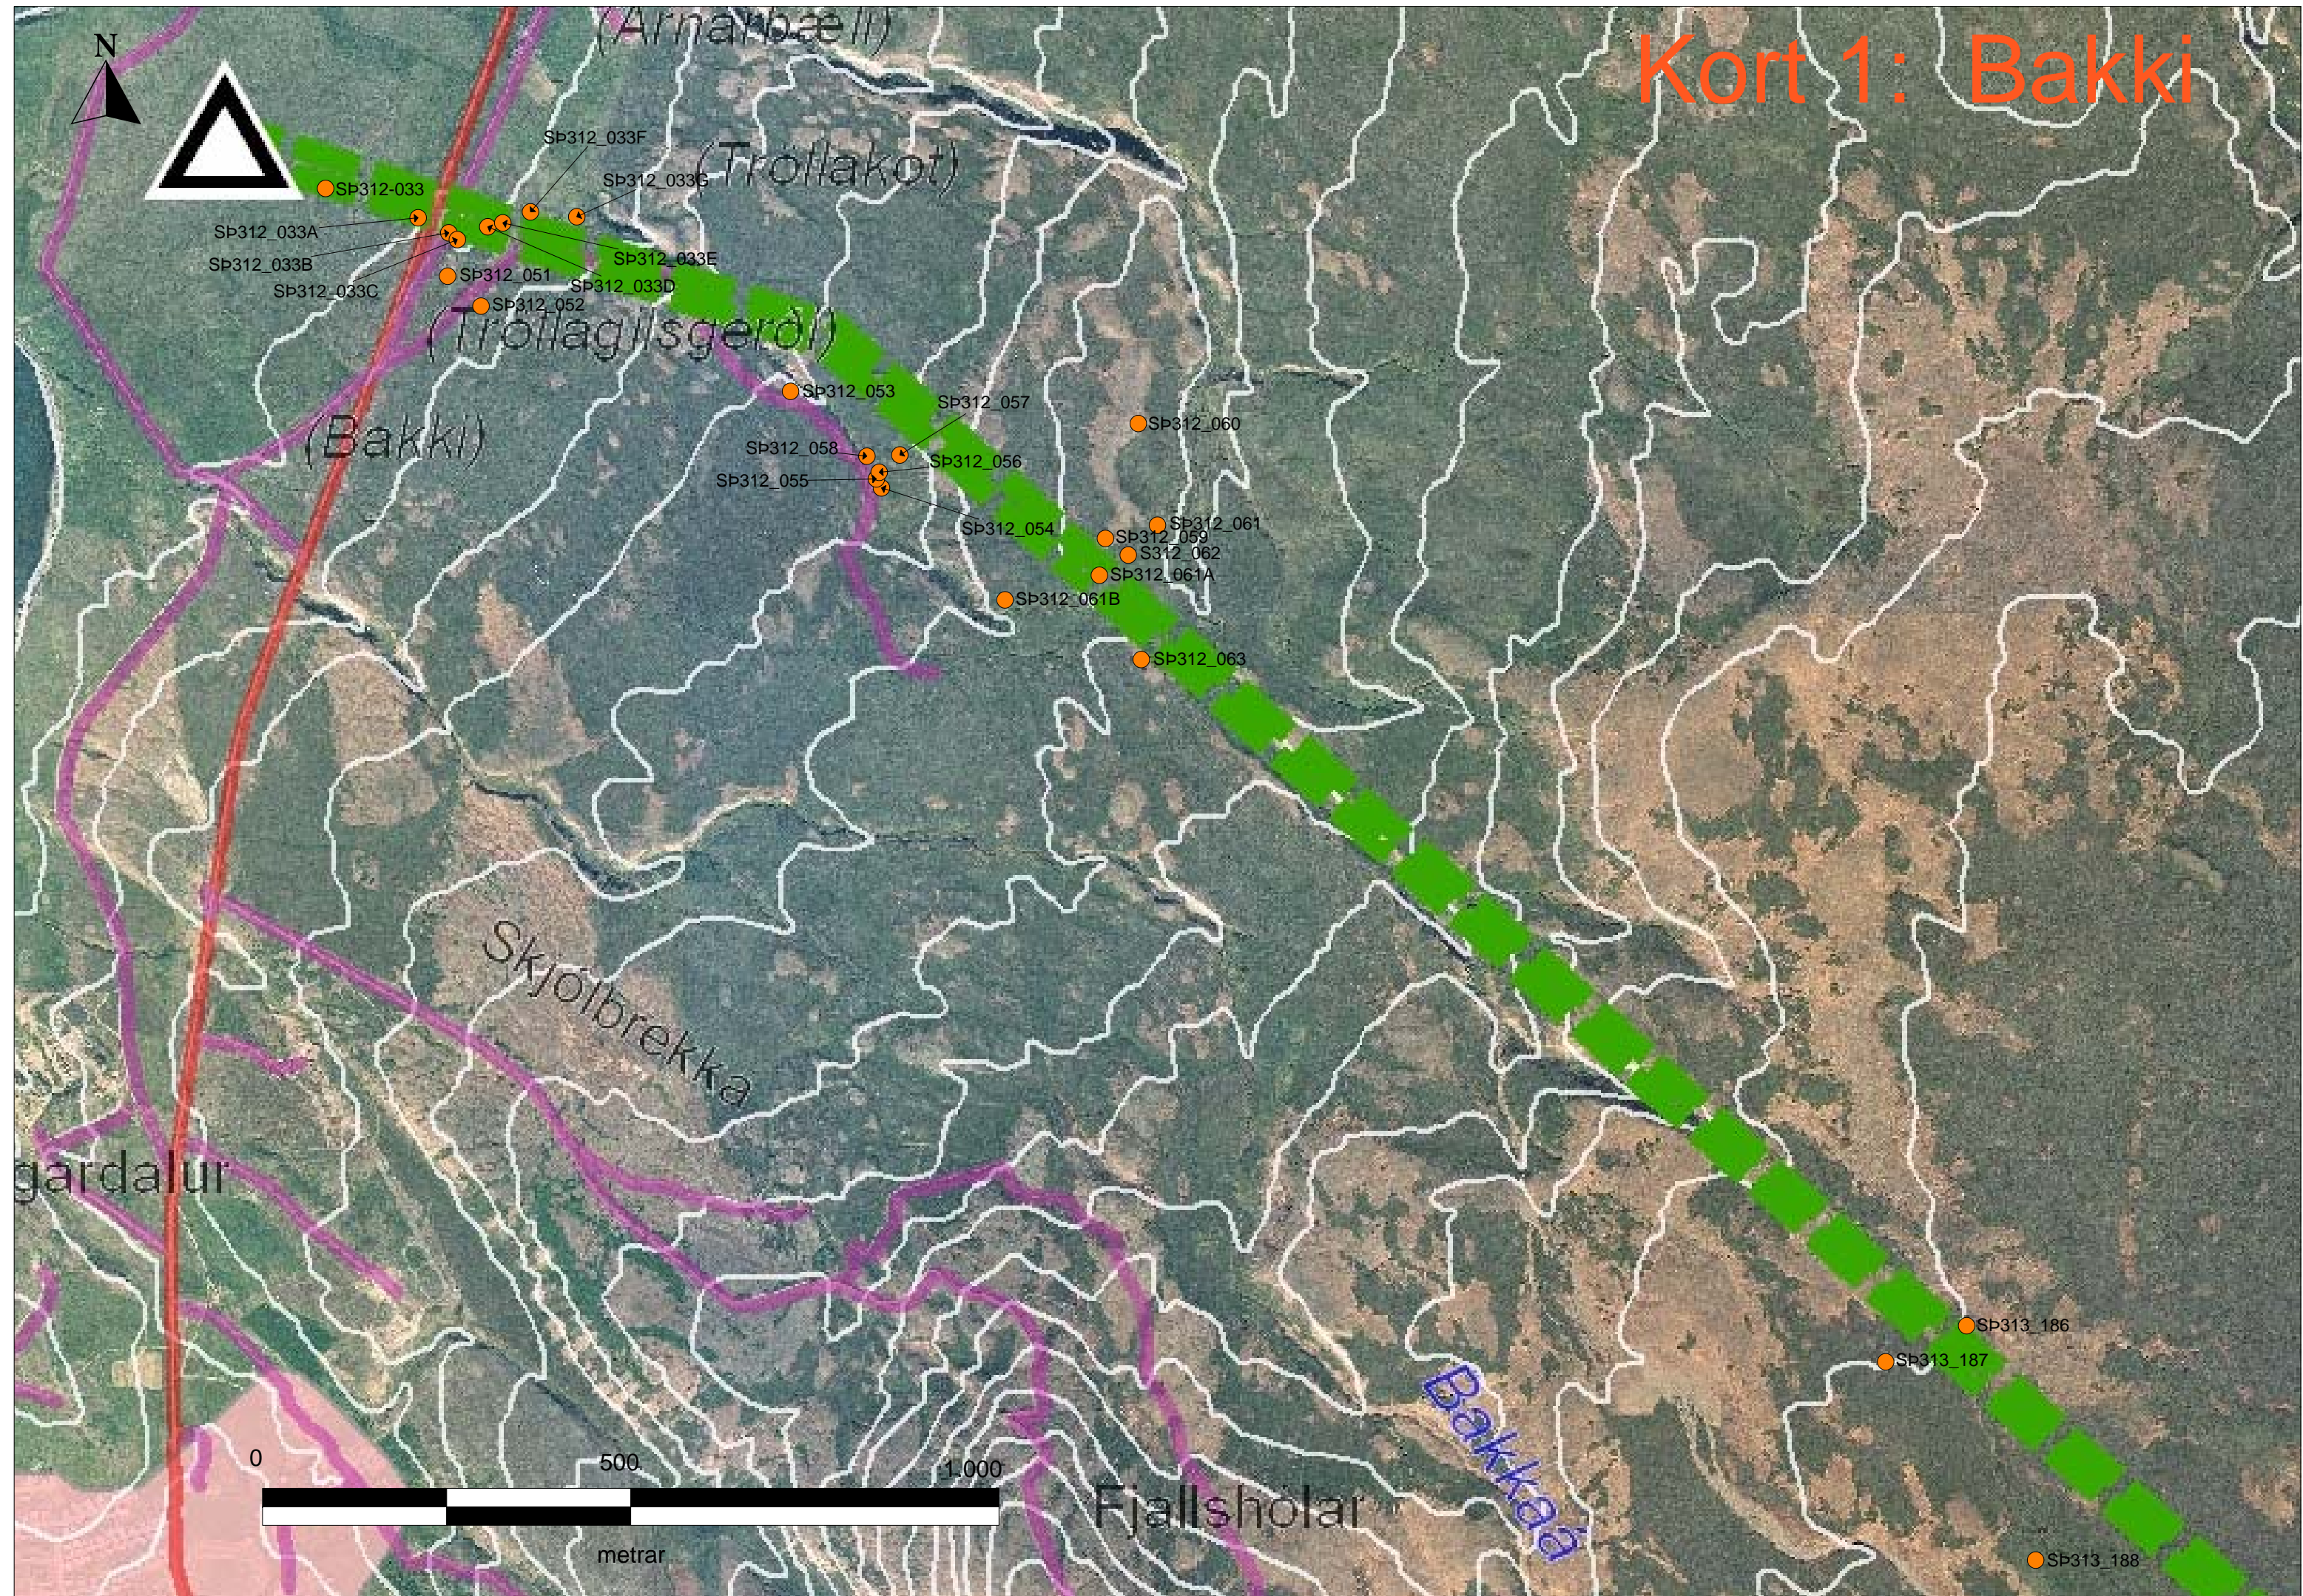 (Arnarbæli)
N
Kort 1: Bakki
SÞ312_033F
(Tröllakot)
SÞ312_033G
SÞ312-033
SÞ312_033A
SÞ312_033B
SÞ312_033E
SÞ312_051
SÞ312_033D
SÞ312_033C
SÞ312_052
(Tröllagilsgerði)
SÞ312_053
SÞ312_057
(Bakki)
SÞ312_060
SÞ312_058
SÞ312_056
SÞ312_055
SÞ312_054
SÞ312_061
SÞ312_059
S312_062
SÞ312_061A
SÞ312_061B
SÞ312_063
Skjólbrekka
garðalur
SÞ313_186
SÞ313_187
Bakkaá
0
500
1.000
Fjallshólar
metrar
SÞ313_188